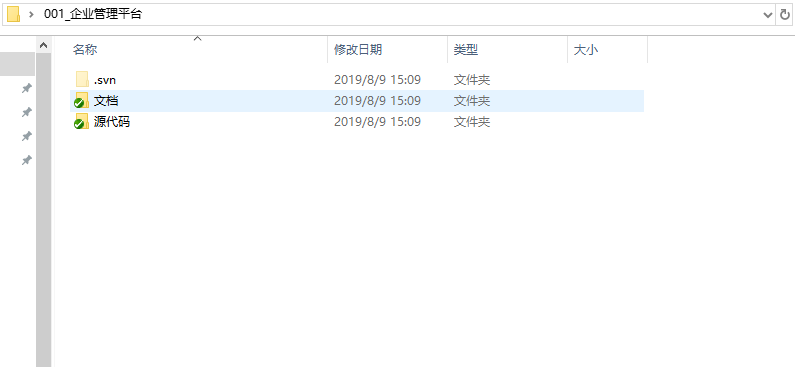 001_企业管理平台
名称 修改日期 类型 大小
.svn 2019/8/9 15:09 文件夹
文档 2019/8/9 15:09 文件夹
源代码 2019/8/9 15:09 文件夹